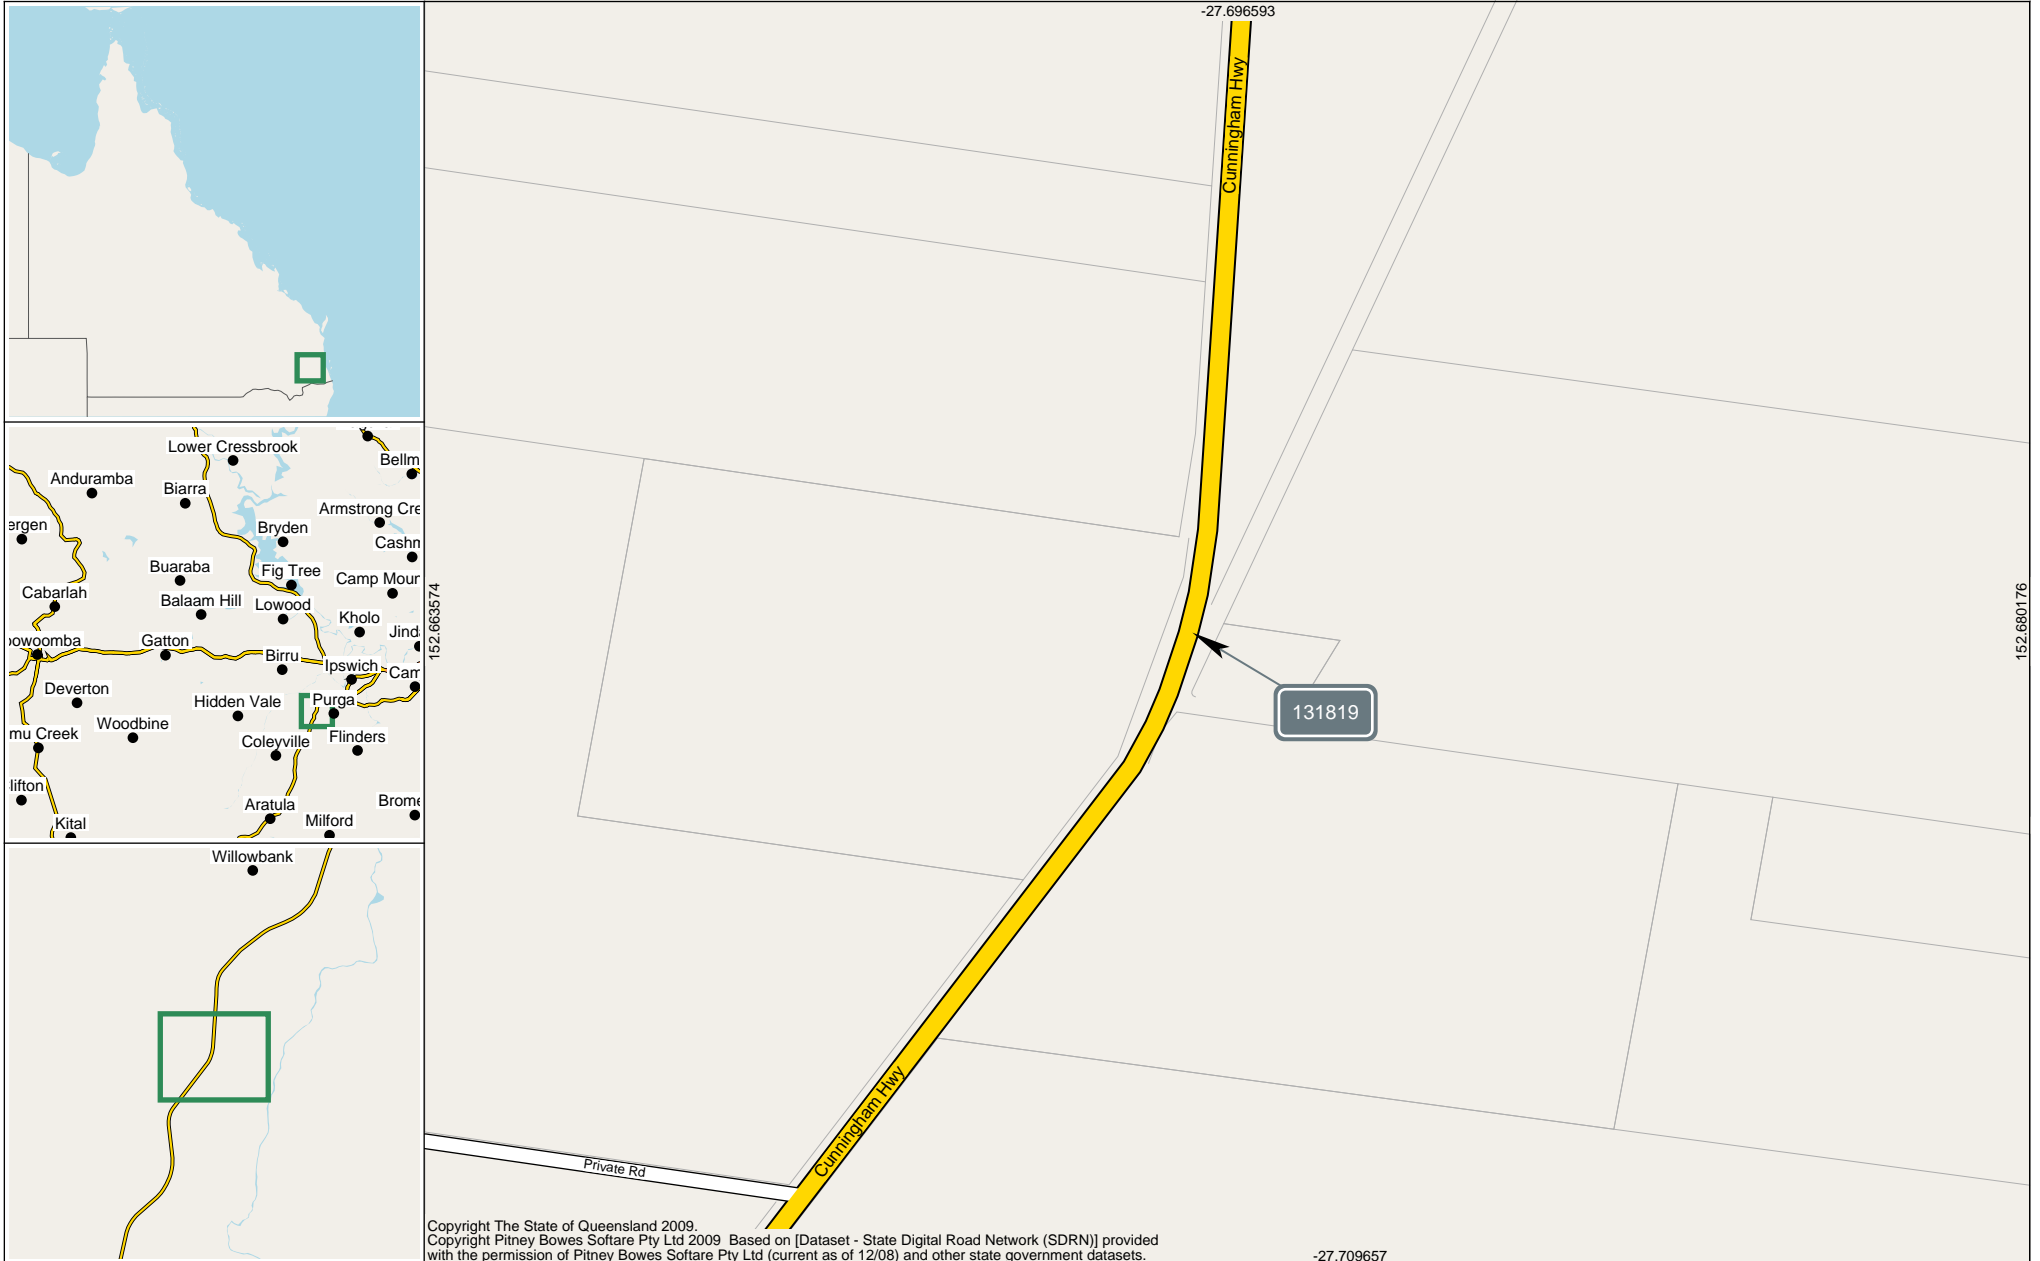 -27.696593
Cunningham Hwy
152.663574
152.680176
131819
Cunningham Hwy
Private Rd
Copyright The State of Queensland 2009.
Copyright Pitney Bowes Softare Pty Ltd 2009 Based on [Dataset - State Digital Road Network (SDRN)] provided
with the permission of Pitney Bowes Softare Pty Ltd (current as of 12/08) and other state government datasets.
-27.709657
Lower Cressbrook
Bellm
Anduramba
Biarra
Armstrong Cre
ergen
Bryden
Cashm
Buaraba
Fig Tree
Camp Moun
Cabarlah
Balaam Hill
Lowood
Kholo
oowoomba
Gatton
Jinda
Birru
Ipswich
Cam
Deverton
Hidden Vale
Purga
mu Creek
Woodbine
Coleyville
Flinders
lifton
Aratula
Brome
Kital
Milford
Willowbank